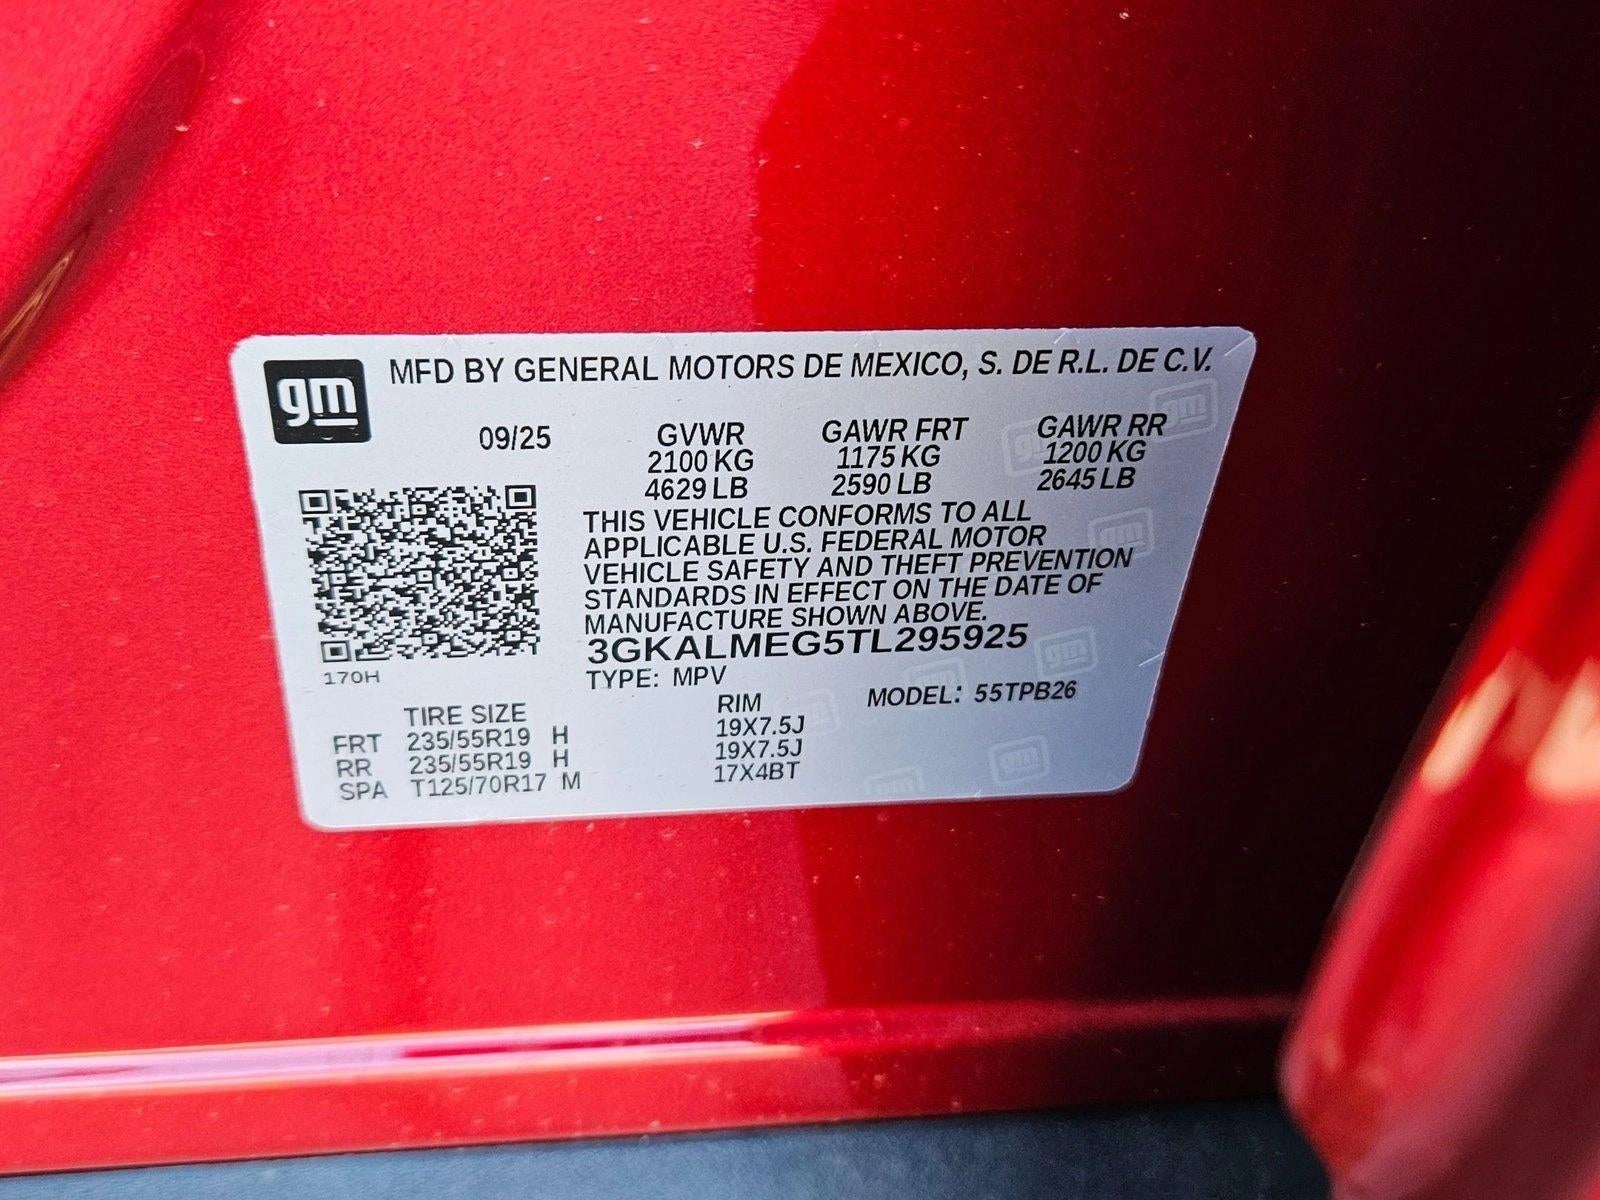 gm MFD BY GENERAL MOTORS DE MEXICO, S. DE R.L. DE C.V.
09/25 GVWR GAWR FRT GAWR RR
2100 KG 1175 KG 1200 KG
4629 LB 2590 LB 2645 LB
THIS VEHICLE CONFORMS TO ALL
APPLICABLE U.S. FEDERAL MOTOR
VEHICLE SAFETY AND THEFT PREVENTION
STANDARDS IN EFFECT ON THE DATE OF
MANUFACTURE SHOWN ABOVE.
3GKALMEG5TL295925
170H
TYPE: MPV MODEL: 55TPB26
TIRE SIZE RIM
FRT 235/55R19 H 19X7.5J
RR 235/55R19 H 19X7.5J
SPA T125/70R17 M 17X4BT